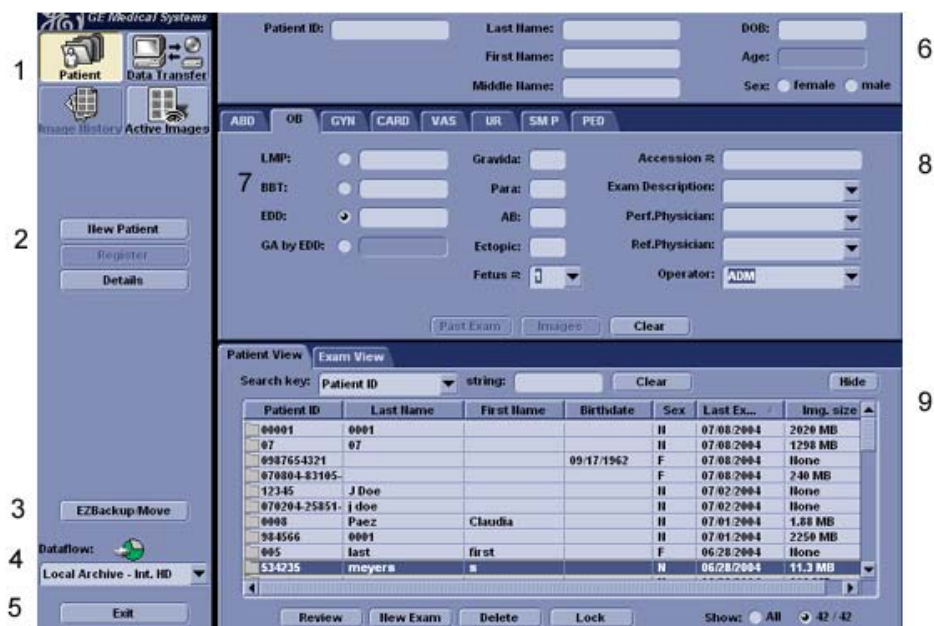 GE Medical Systems
1
Patient
Data Transfer
Image History
Active Images
2
New Patient
Register
Details
3
EZBackup/Move
4
Dataflow:
Local Archive - Int. HD
5
Exit
Patient ID:
Last Name:
DOB:
6
First Name:
Age:
Middle Name:
Sex:
female
male
ABD
OB
GYN
CARD
VAS
UR
SM P
PED
LMP:
Gravida:
Accession #:
8
7
BBT:
Para:
Exam Description:
EDD:
AB:
Perf.Physician:
GA by EDD:
Ectopic:
Ref.Physician:
Fetus #:
1
Operator:
ADM
Past Exam
Images
Clear
Patient View
Exam View
Search key:
Patient ID
string:
Clear
Hide
9
Patient ID Last Name First Name Birthdate Sex Last Ex... Img. size
00001 0001 N 07/08/2004 2020 MB
07 07 N 07/08/2004 1298 MB
0987654321 09/17/1962 F 07/08/2004 None
070804-83105- F 07/08/2004 240 MB
12345 J Doe N 07/02/2004 None
070204-25851- j doe N 07/02/2004 None
0008 Paez Claudia N 07/01/2004 1.88 MB
984566 0001 N 07/01/2004 2250 MB
005 last first F 06/28/2004 None
534235 meyers s N 06/28/2004 11.3 MB
Review
New Exam
Delete
Lock
Show:
All
42 / 42